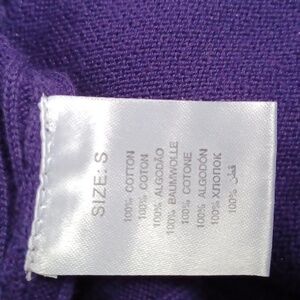 SIZE: S
100% COTTON
100% COTON
100% ALGODÃO
100% BAUMWOLLE
100% COTONE
100% ALGODÓN
100% ХЛОПОК
100% قطن